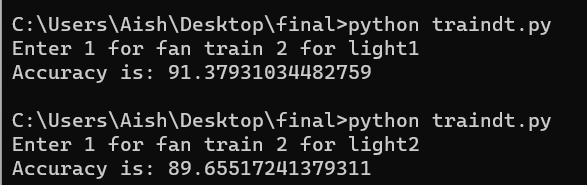 C:\Users\Aish\Desktop\final>python traindt.py
Enter 1 for fan train 2 for light1
Accuracy is: 91.37931034482759
C:\Users\Aish\Desktop\final>python traindt.py
Enter 1 for fan train 2 for light2
Accuracy is: 89.65517241379311